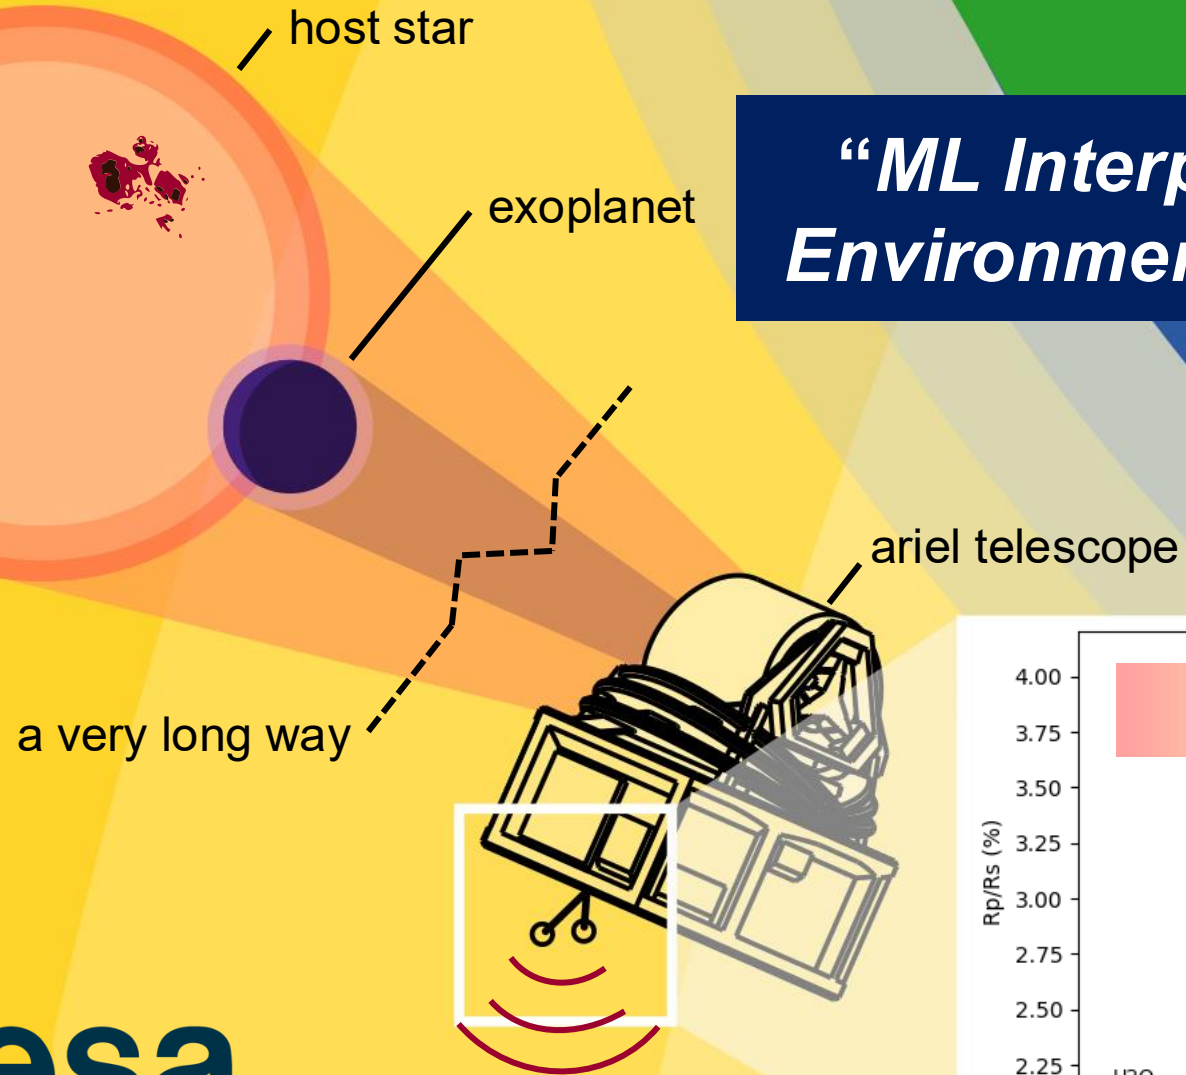 host star
“ML Interp
Environmen
exoplanet
ariel telescope
a very long way
4.00
3.75
3.50
3.25
3.00
2.75
2.50
2.25
Rp/Rs (%)
H2O
esa